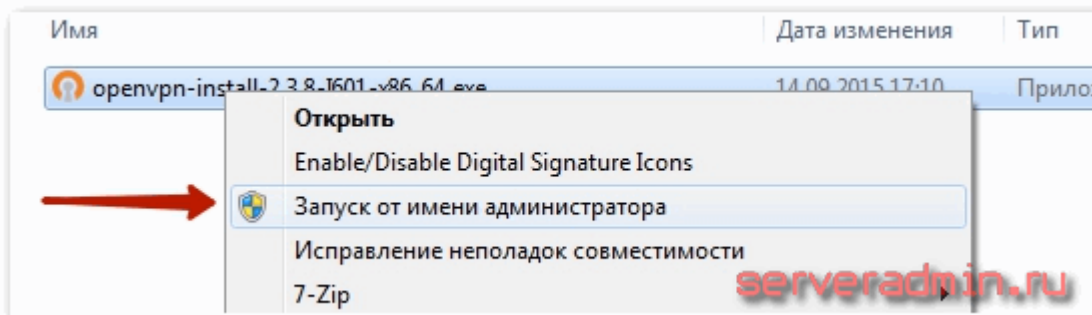 Имя Дата изменения Тип
openvpn-install-2.3.8-I601-x86_64.exe 14.09.2015 17:10 Прило
Открыть
Enable/Disable Digital Signature Icons
Запуск от имени администратора
Исправление неполадок совместимости
7-Zip
serveradmin.ru